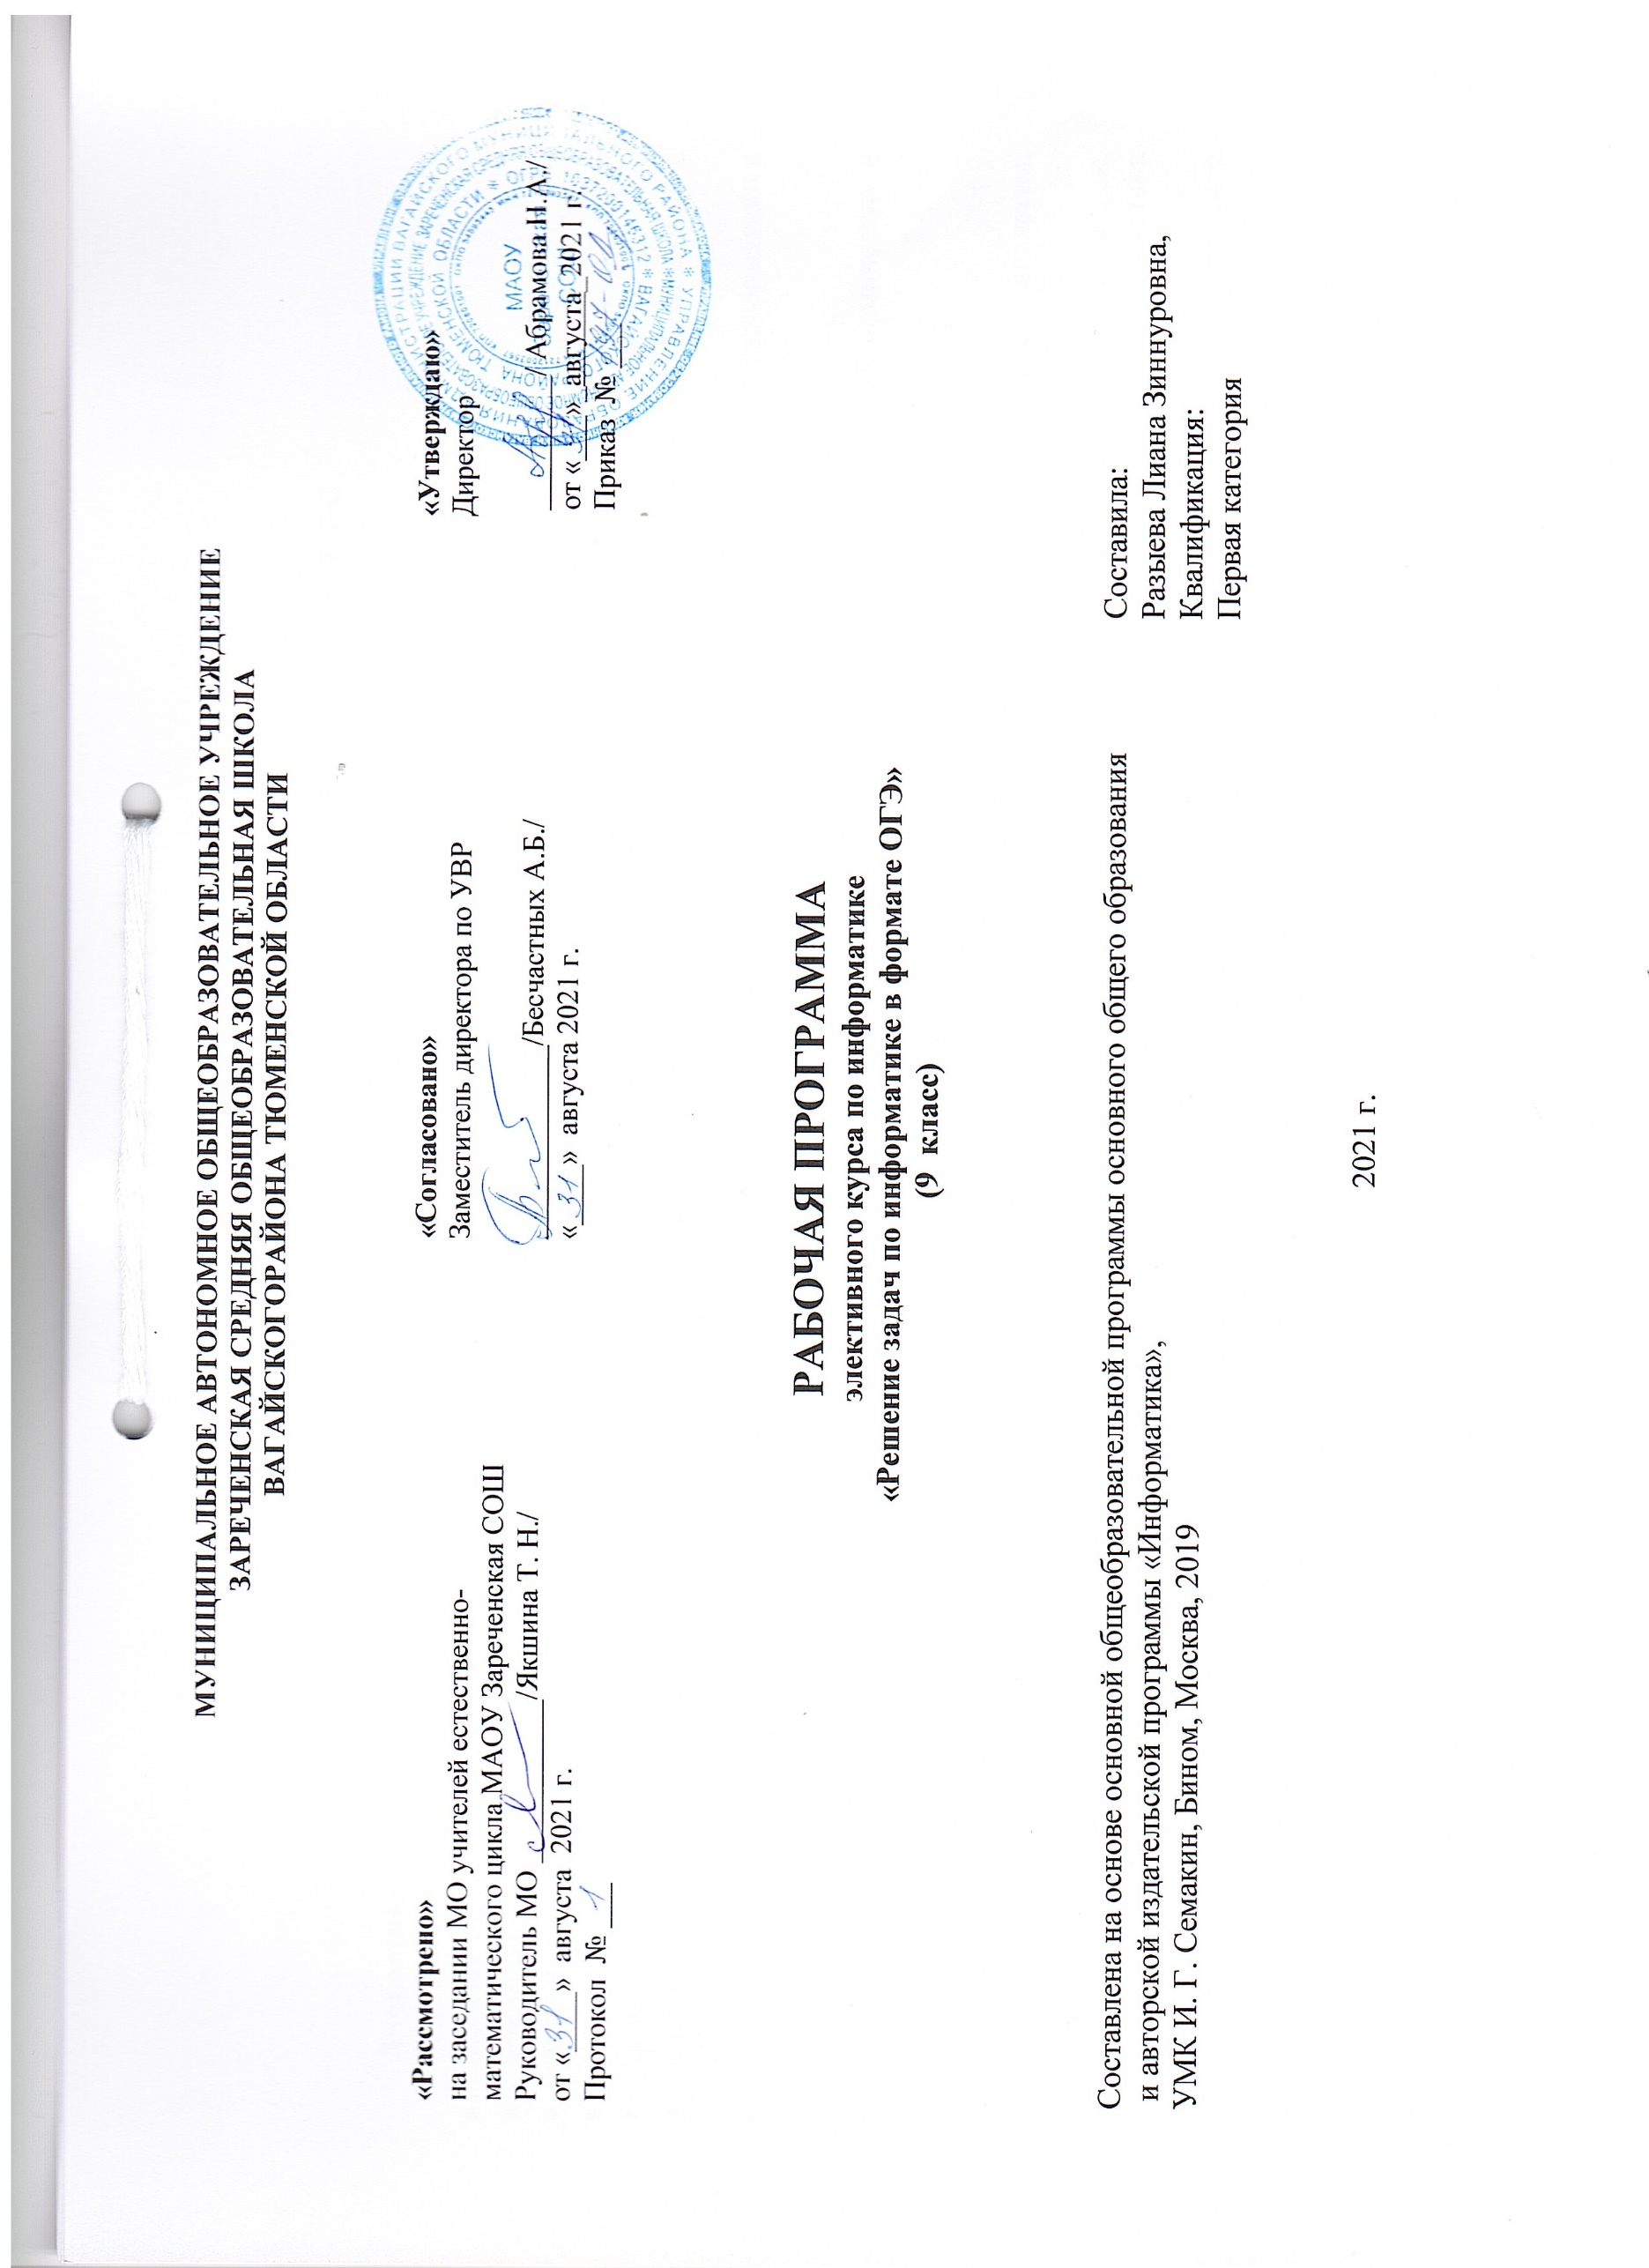 МУНИЦИПАЛЬНОЕ АВТОНОМНОЕ ОБЩЕОБРАЗОВАТЕЛЬНОЕ УЧРЕЖДЕНИЕ
ЗАРЕЧЕНСКАЯ СРЕДНЯЯ ОБЩЕОБРАЗОВАТЕЛЬНАЯ ШКОЛА
ВАГАЙСКОГОРАЙОНА ТЮМЕНСКОЙ ОБЛАСТИ
«Рассмотрено»
на заседании МО учителей естественно-
математического цикла МАОУ Зареченская СОШ
Руководитель МО /Якшина Т. Н./
от «31» августа 2021 г.
Протокол № 1
«Согласовано»
Заместитель директора по УВР
/Бесчастных А.Б./
«31» августа 2021 г.
«Утверждаю»
Директор
/ Абрамова Н.А./
от «31» августа 2021 г.
Приказ №
МАОУ
РАБОЧАЯ ПРОГРАММА
элективного курса по информатике
«Решение задач по информатике в формате ОГЭ»
(9 класс)
Составлена на основе основной общеобразовательной программы основного общего образования
и авторской издательской программы «Информатика»,
УМК И. Г. Семакин, Бином, Москва, 2019
Составила:
Разыева Лиана Зиннуровна,
Квалификация:
Первая категория
2021 г.